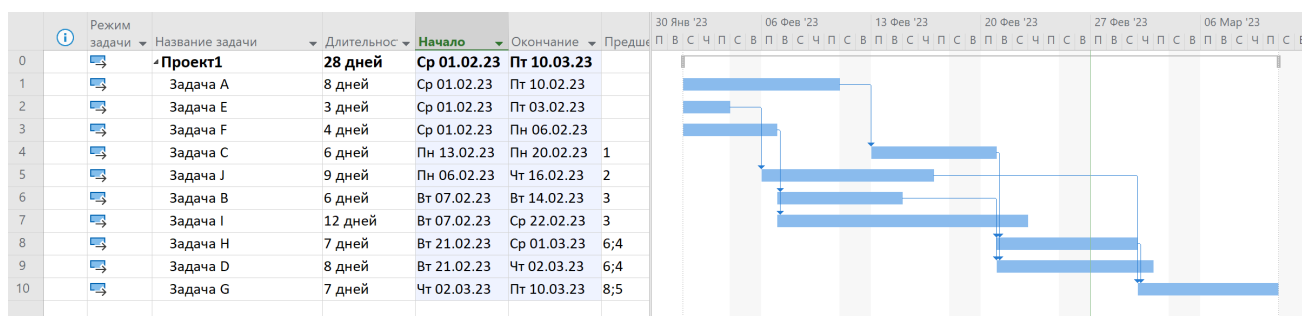 Режим задачи Название задачи Длительнос Начало Окончание Предше
30 Янв '23 06 Фев '23 13 Фев '23 20 Фев '23 27 Фев '23 06 Мар '23
П В С Ч П С В П В С Ч П С В П В С Ч П С В П В С Ч П С В П В С Ч П С В П В С Ч П С В
0 Проект1 28 дней Ср 01.02.23 Пт 10.03.23
1 Задача A 8 дней Ср 01.02.23 Пт 10.02.23
2 Задача E 3 дней Ср 01.02.23 Пт 03.02.23
3 Задача F 4 дней Ср 01.02.23 Пн 06.02.23
4 Задача C 6 дней Пн 13.02.23 Пн 20.02.23 1
5 Задача J 9 дней Пн 06.02.23 Чт 16.02.23 2
6 Задача B 6 дней Вт 07.02.23 Вт 14.02.23 3
7 Задача I 12 дней Вт 07.02.23 Ср 22.02.23 3
8 Задача H 7 дней Вт 21.02.23 Ср 01.03.23 6;4
9 Задача D 8 дней Вт 21.02.23 Чт 02.03.23 6;4
10 Задача G 7 дней Чт 02.03.23 Пт 10.03.23 8;5